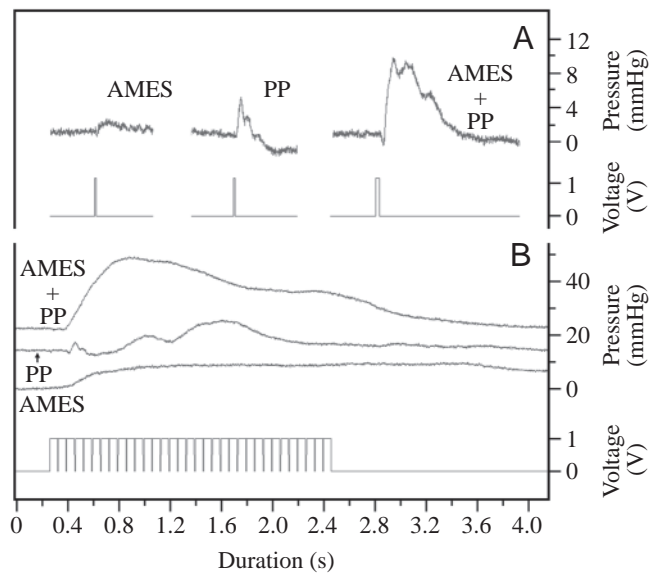 A
AMES
PP
AMES
+
PP
12
8
4
0
Pressure
(mmHg)
1
0
Voltage
(V)
B
AMES
+
PP
PP
AMES
40
20
0
Pressure
(mmHg)
1
0
Voltage
(V)
0 0.4 0.8 1.2 1.6 2.0 2.4 2.8 3.2 3.6 4.0
Duration (s)